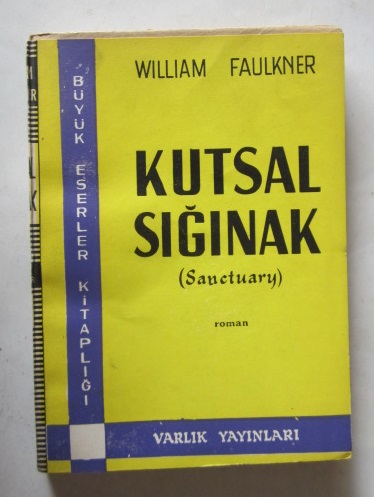 WILLIAM FAULKNER
KUTSAL
SIĞINAK
(Sanctuary)
roman
BÜYÜK ESERLER KİTAPLIĞI
VARLIK YAYINLARI